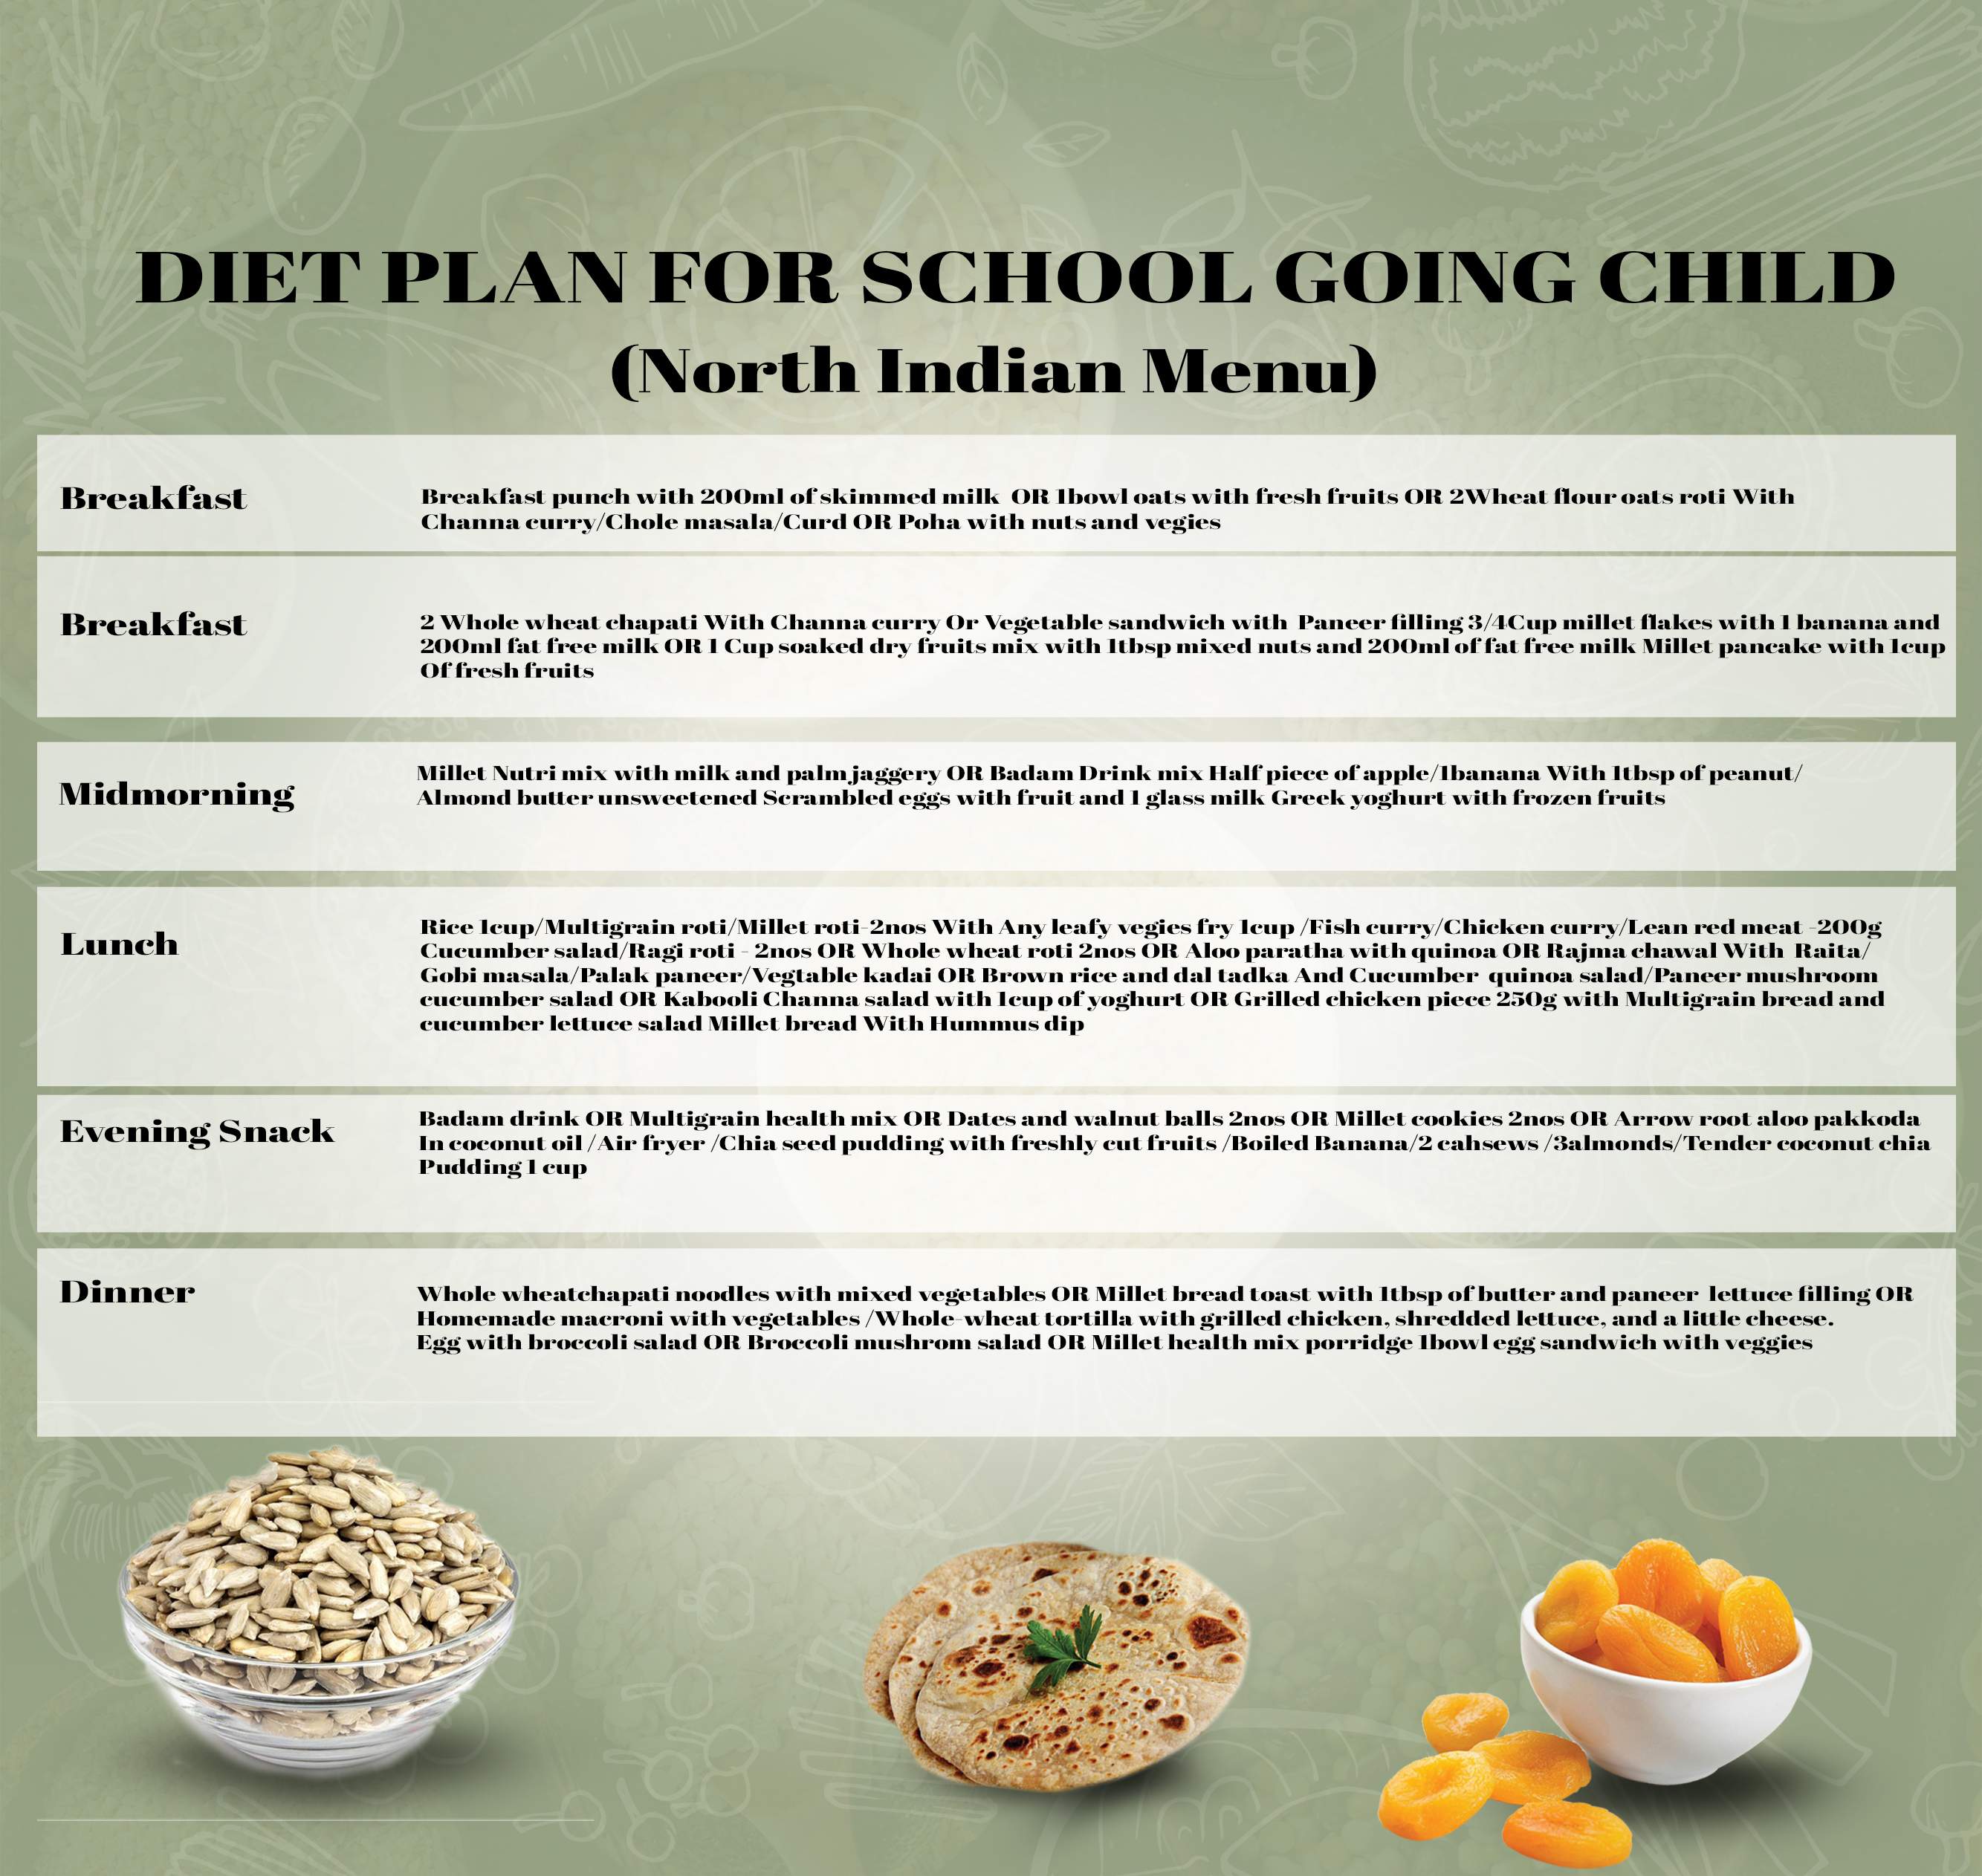 DIET PLAN FOR SCHOOL GOING CHILD
(North Indian Menu)
Breakfast
Breakfast punch with 200ml of skimmed milk OR 1bowl oats with fresh fruits OR 2Wheat flour oats roti With
Channa curry/Chole masala/Curd OR Poha with nuts and vegies
Breakfast
2 Whole wheat chapati With Channa curry Or Vegetable sandwich with Paneer filling 3/4Cup millet flakes with 1 banana and
200ml fat free milk OR 1 Cup soaked dry fruits mix with 1tbsp mixed nuts and 200ml of fat free milk Millet pancake with 1cup
Of fresh fruits
Midmorning
Millet Nutri mix with milk and palm jaggery OR Badam Drink mix Half piece of apple/1banana With 1tbsp of peanut/
Almond butter unsweetened Scrambled eggs with fruit and 1 glass milk Greek yoghurt with frozen fruits
Lunch
Rice 1cup/Multigrain roti/Millet roti-2nos With Any leafy vegies fry 1cup /Fish curry/Chicken curry/Lean red meat -200g
Cucumber salad/Ragi roti - 2nos OR Whole wheat roti 2nos OR Aloo paratha with quinoa OR Rajma chawal With Raita/
Gobi masala/Palak paneer/Vegtable kadai OR Brown rice and dal tadka And Cucumber quinoa salad/Paneer mushroom
cucumber salad OR Kabooli Channa salad with 1cup of yoghurt OR Grilled chicken piece 250g with Multigrain bread and
cucumber lettuce salad Millet bread With Hummus dip
Evening Snack
Badam drink OR Multigrain health mix OR Dates and walnut balls 2nos OR Millet cookies 2nos OR Arrow root aloo pakkoda
In coconut oil /Air fryer /Chia seed pudding with freshly cut fruits /Boiled Banana/2 cahsews /3almonds/Tender coconut chia
Pudding 1 cup
Dinner
Whole wheatchapati noodles with mixed vegetables OR Millet bread toast with 1tbsp of butter and paneer lettuce filling OR
Homemade macroni with vegetables /Whole-wheat tortilla with grilled chicken, shredded lettuce, and a little cheese.
Egg with broccoli salad OR Broccoli mushrom salad OR Millet health mix porridge 1bowl egg sandwich with veggies